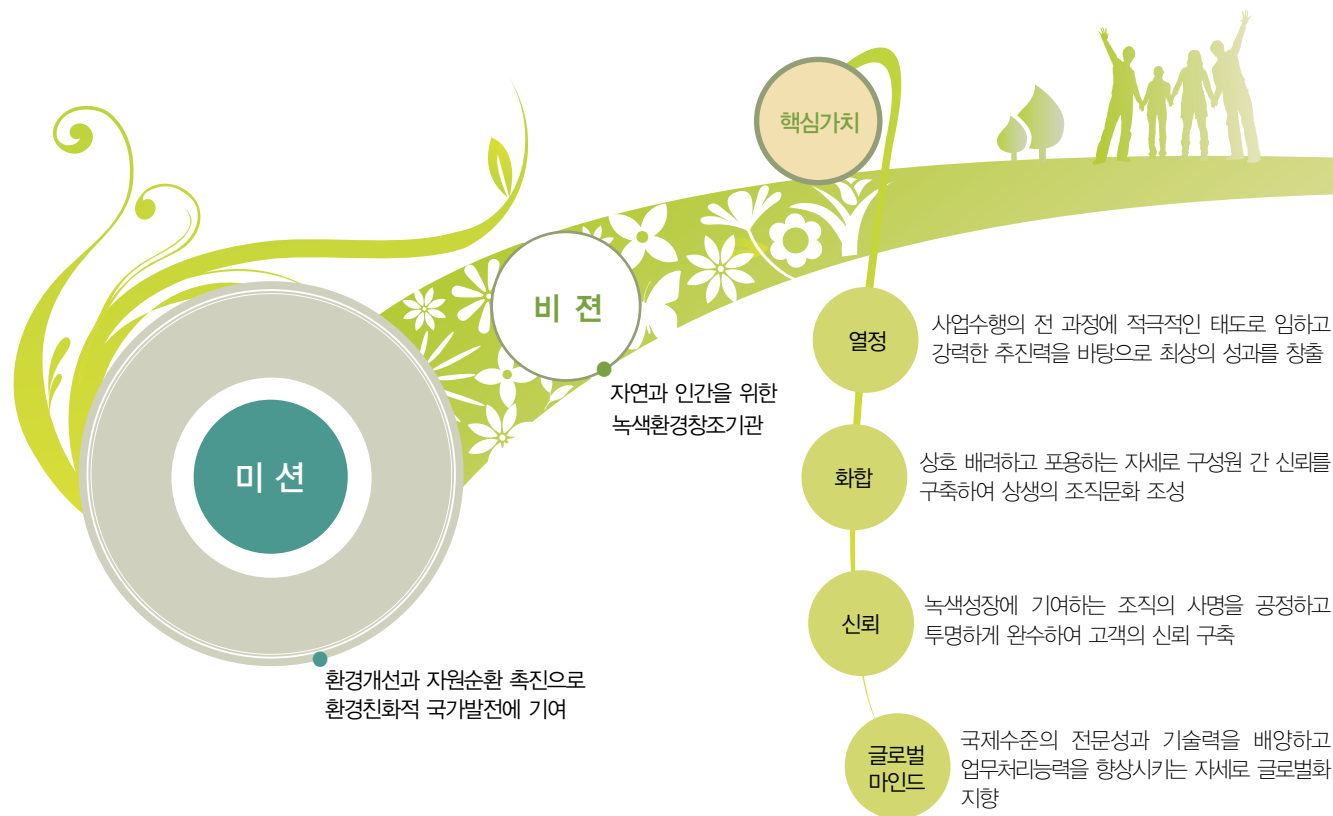 미션
환경개선과 자원순환 촉진으로
환경친화적 국가발전에 기여
비젼
자연과 인간을 위한
녹색환경창조기관
핵심가치
열정
사업수행의 전 과정에 적극적인 태도로 임하고
강력한 추진력을 바탕으로 최상의 성과를 창출
화합
상호 배려하고 포용하는 자세로 구성원 간 신뢰를
구축하여 상생의 조직문화 조성
신뢰
녹색성장에 기여하는 조직의 사명을 공정하고
투명하게 완수하여 고객의 신뢰 구축
글로벌
마인드
국제수준의 전문성과 기술력을 배양하고
업무처리능력을 향상시키는 자세로 글로벌화
지향